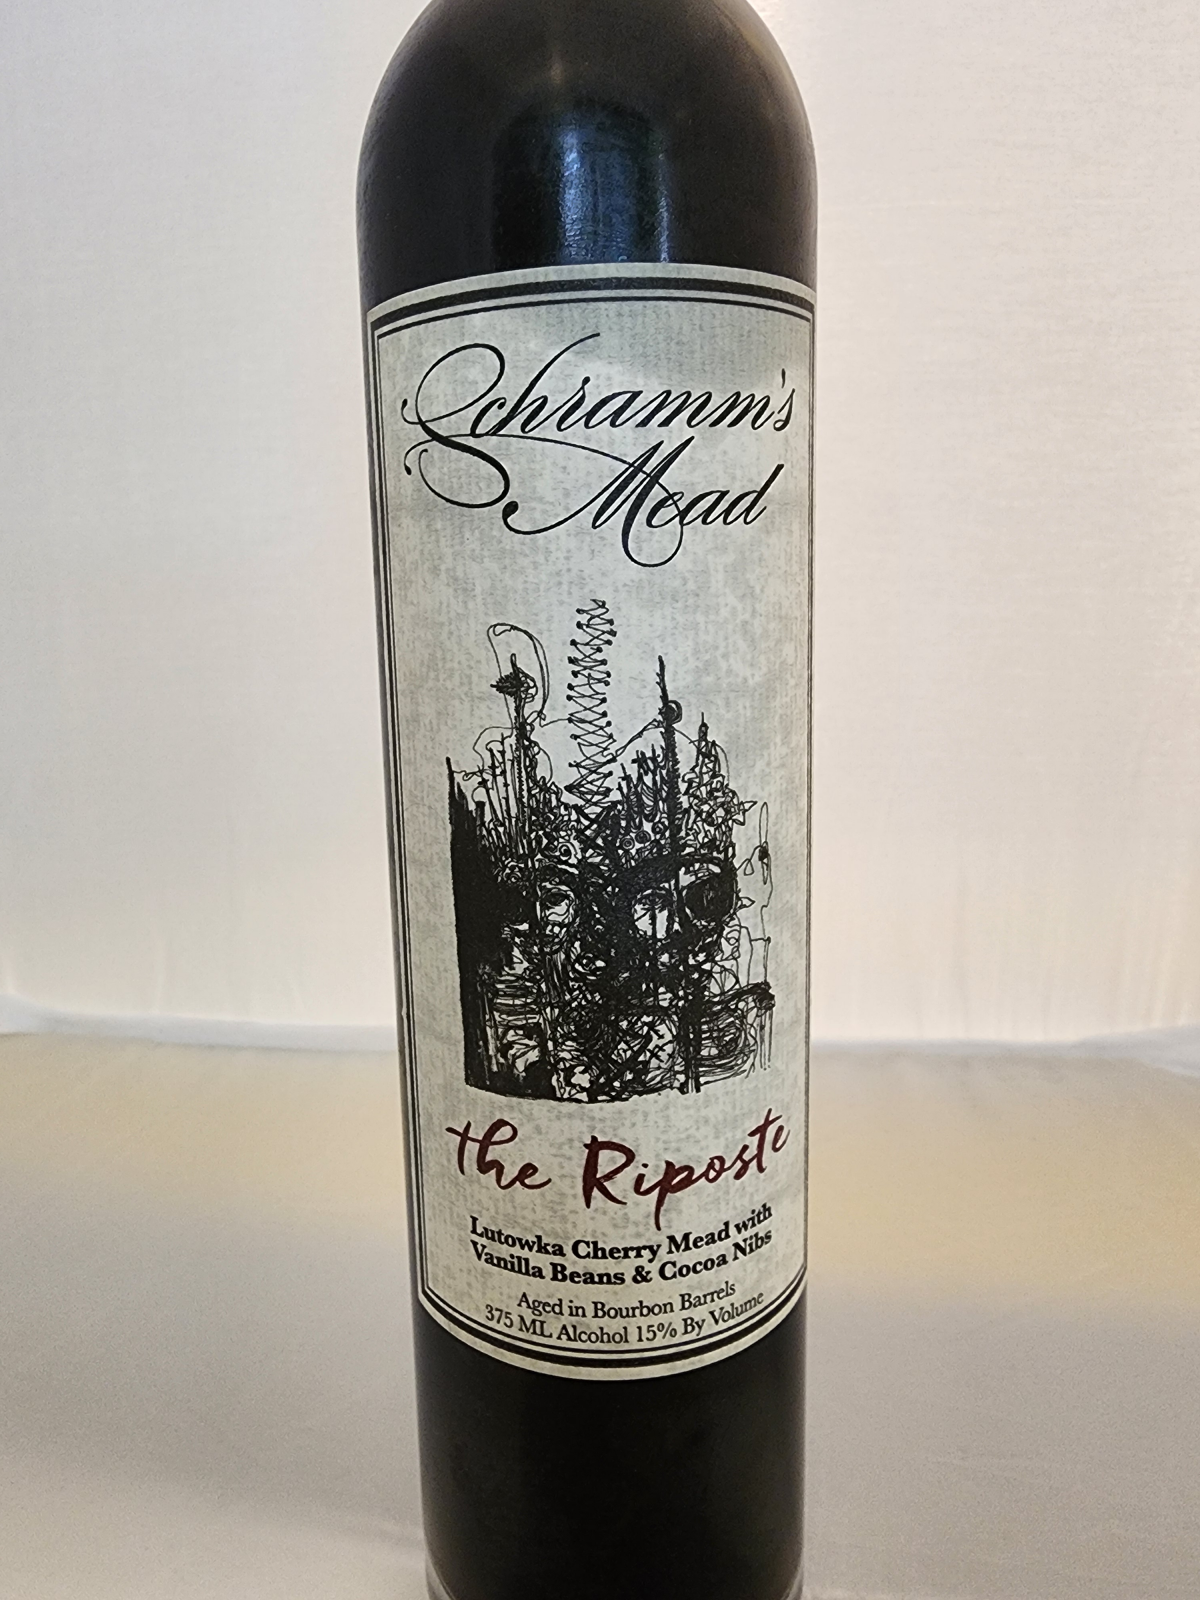 Schramm's
Mead
the Riposte
Lutowka Cherry Mead with
Vanilla Beans & Cocoa Nibs
Aged in Bourbon Barrels
375 ML Alcohol 15% By Volume